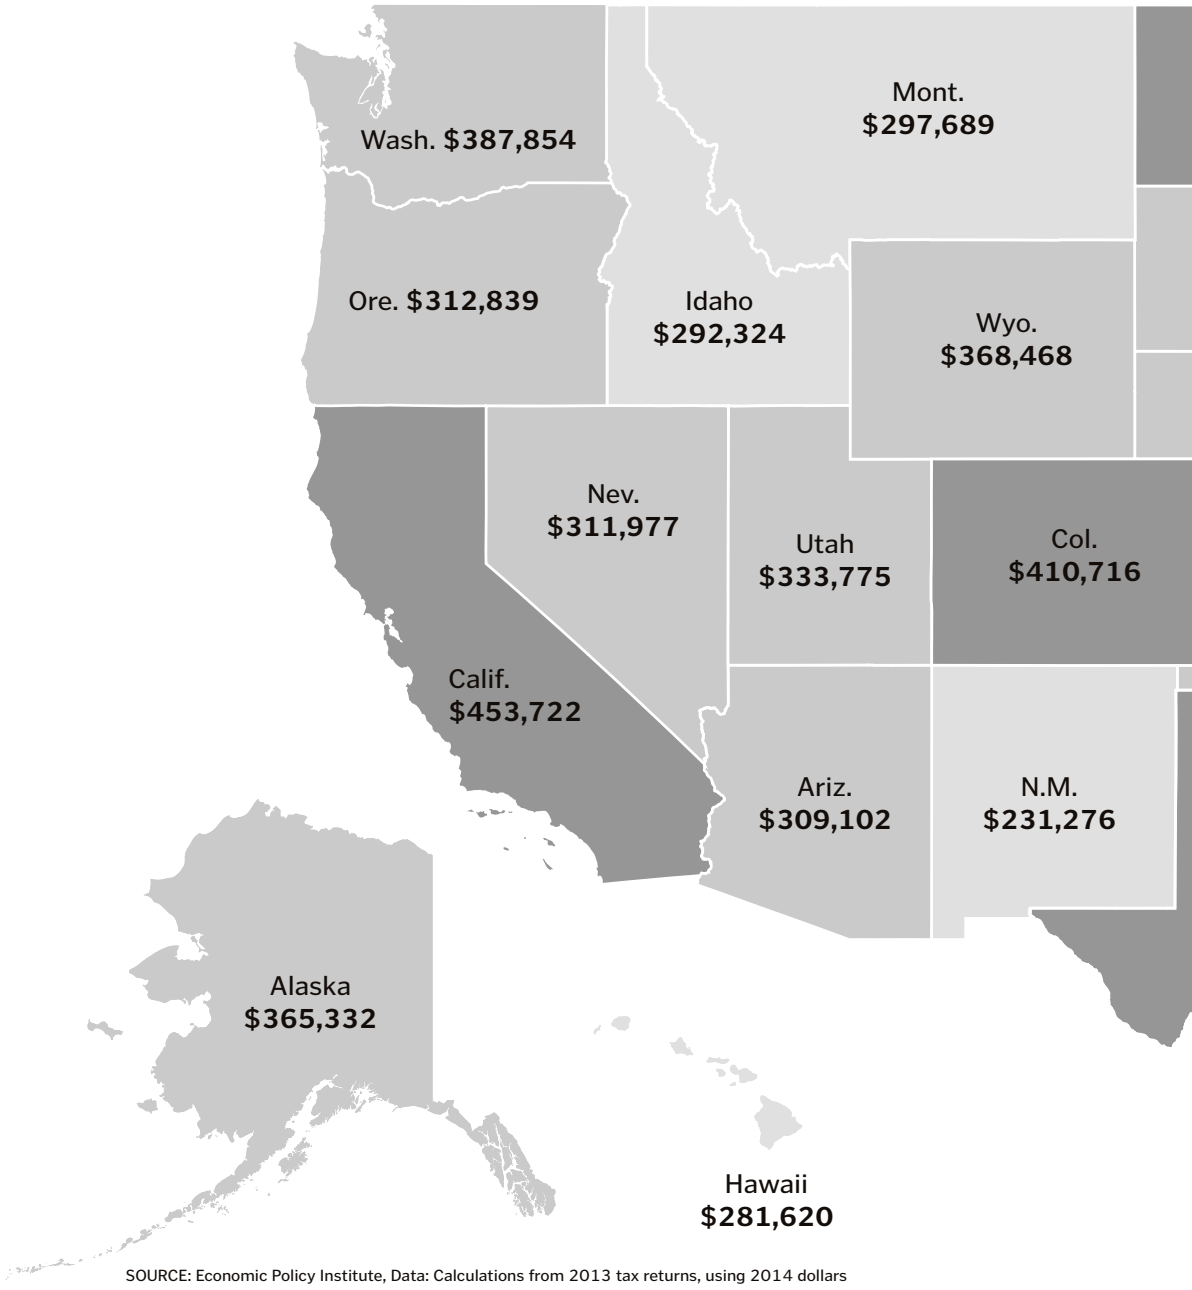 Mont.
$297,689
Wash. $387,854
Ore. $312,839
Idaho
$292,324
Wyo.
$368,468
Nev.
$311,977
Utah
$333,775
Col.
$410,716
Calif.
$453,722
Ariz.
$309,102
N.M.
$231,276
Alaska
$365,332
Hawaii
$281,620
SOURCE: Economic Policy Institute, Data: Calculations from 2013 tax returns, using 2014 dollars